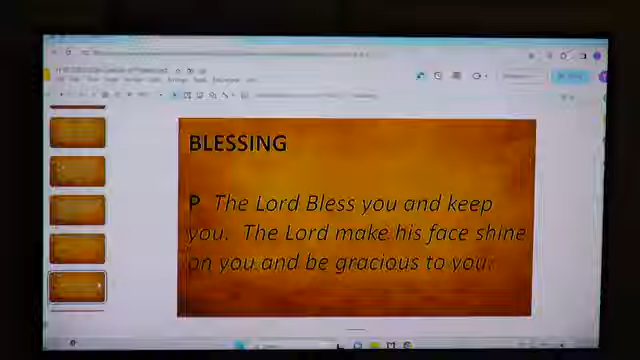 BLESSING
P The Lord Bless you and keep
you. The Lord make his face shine
on you and be gracious to you.